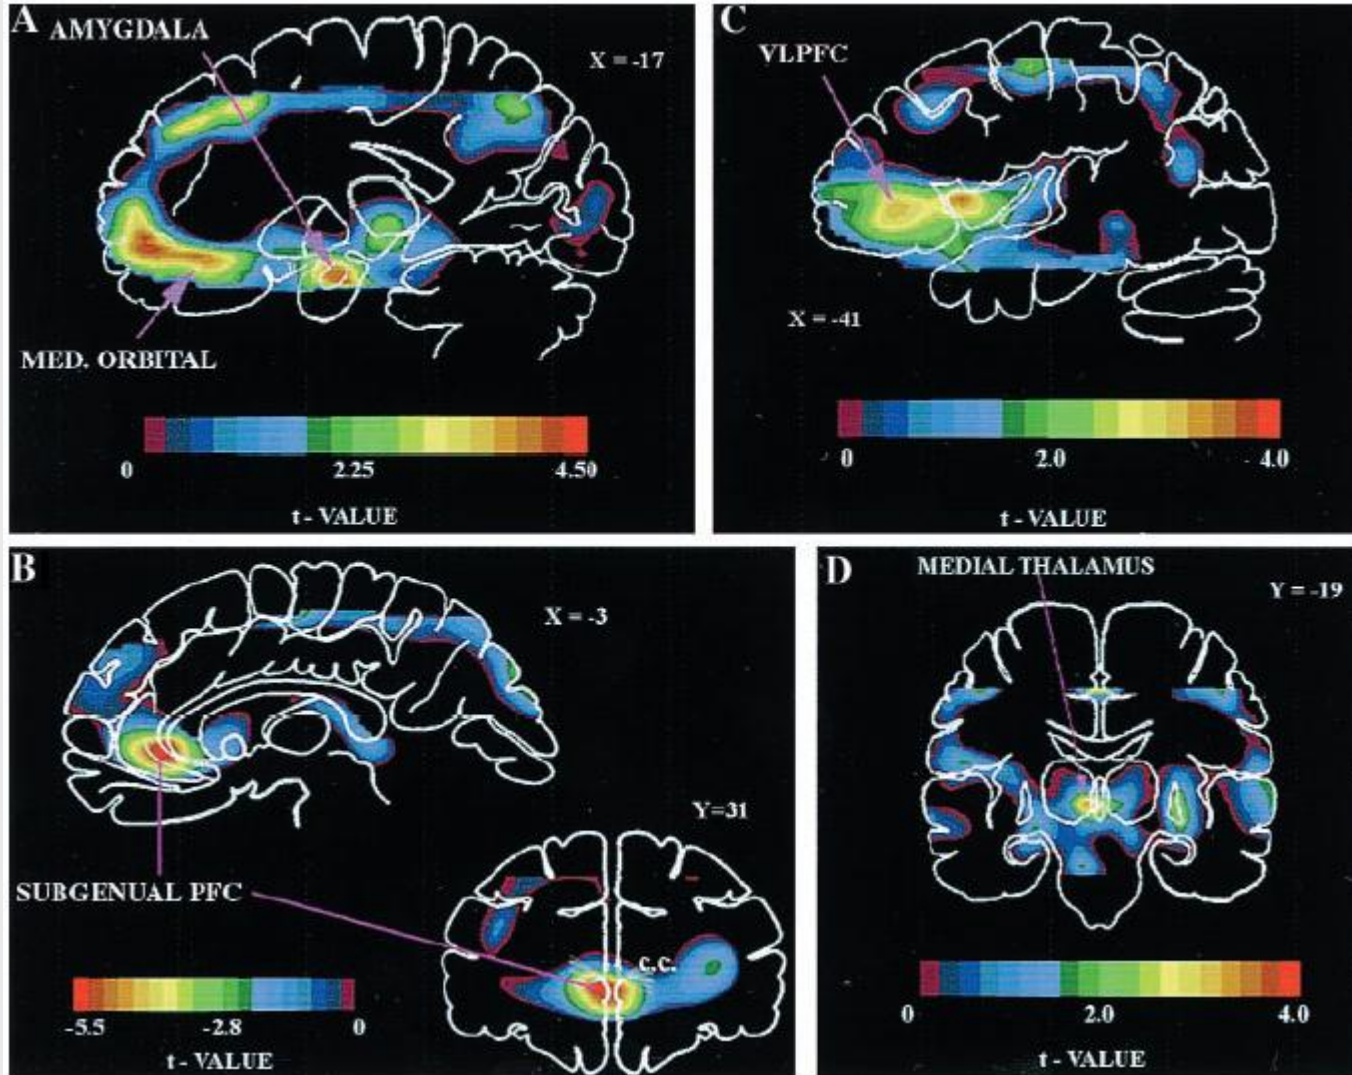 A
AMYGDALA
X = -17
MED. ORBITAL
0 2.25 4.50
t - VALUE
C
VLPFC
X = -41
0 2.0 4.0
t - VALUE
B
X = -3
Y=31
SUBGENUAL PFC
C.C.
-5.5 -2.8 0
t - VALUE
D
MEDIAL THALAMUS
Y = -19
0 2.0 4.0
t - VALUE